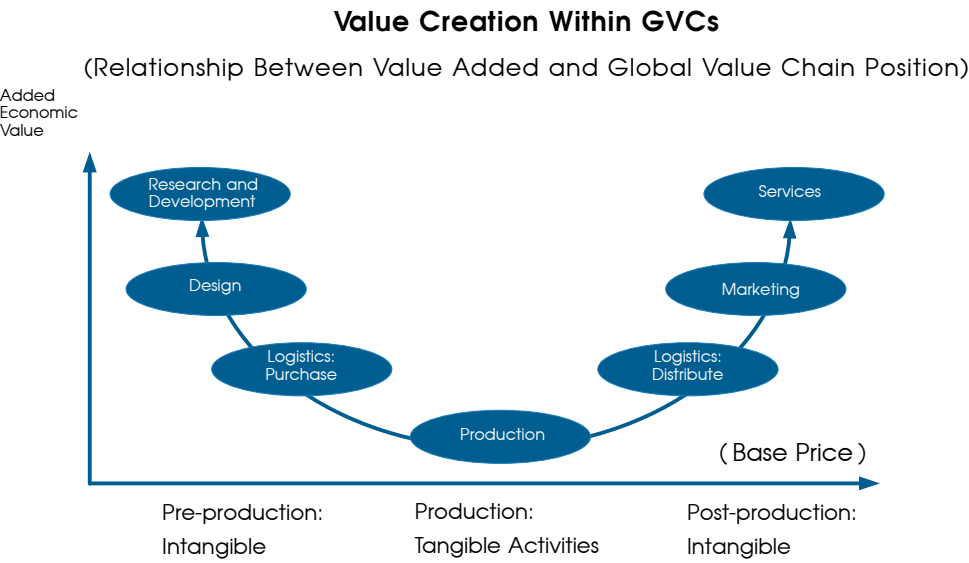 Value Creation Within GVCs
(Relationship Between Value Added and Global Value Chain Position)
Added
Economic
Value
Research and
Development
Services
Design
Marketing
Logistics:
Purchase
Logistics:
Distribute
Production
( Base Price )
Pre-production:
Intangible
Production:
Tangible Activities
Post-production:
Intangible